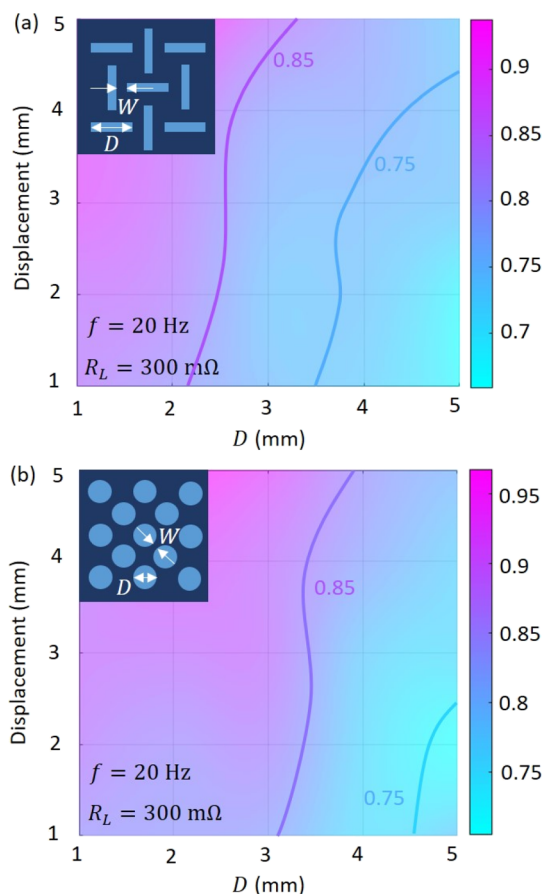 (a)
5
4
3
2
1
Displacement (mm)
W
D
0.85
0.75
f = 20 Hz
R_L = 300 mΩ
1
2
3
4
5
D (mm)
0.9
0.85
0.8
0.75
0.7
(b)
5
4
3
2
1
Displacement (mm)
W
D
0.85
0.75
f = 20 Hz
R_L = 300 mΩ
1
2
3
4
5
D (mm)
0.95
0.9
0.85
0.8
0.75